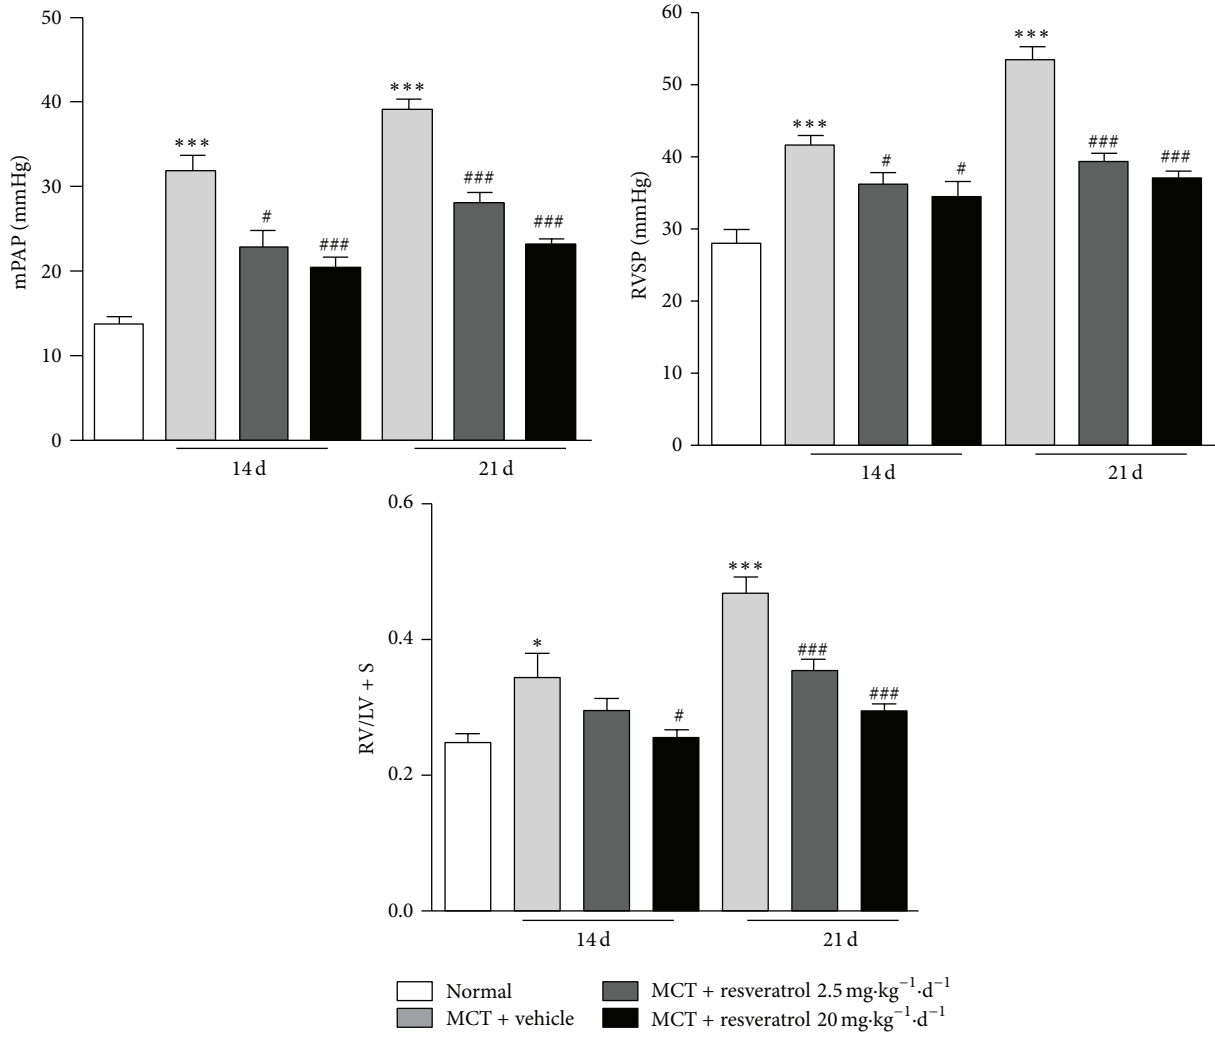 mPAP (mmHg)
50
40
30
20
10
0
***
#
###
***
###
###
14 d
21 d
RVSP (mmHg)
60
50
40
30
20
10
0
***
#
#
***
###
###
14 d
21 d
RV/LV + S
0.6
0.4
0.2
0.0
*
#
***
###
###
14 d
21 d
Normal
MCT + vehicle
MCT + resveratrol 2.5 mg·kg⁻¹·d⁻¹
MCT + resveratrol 20 mg·kg⁻¹·d⁻¹